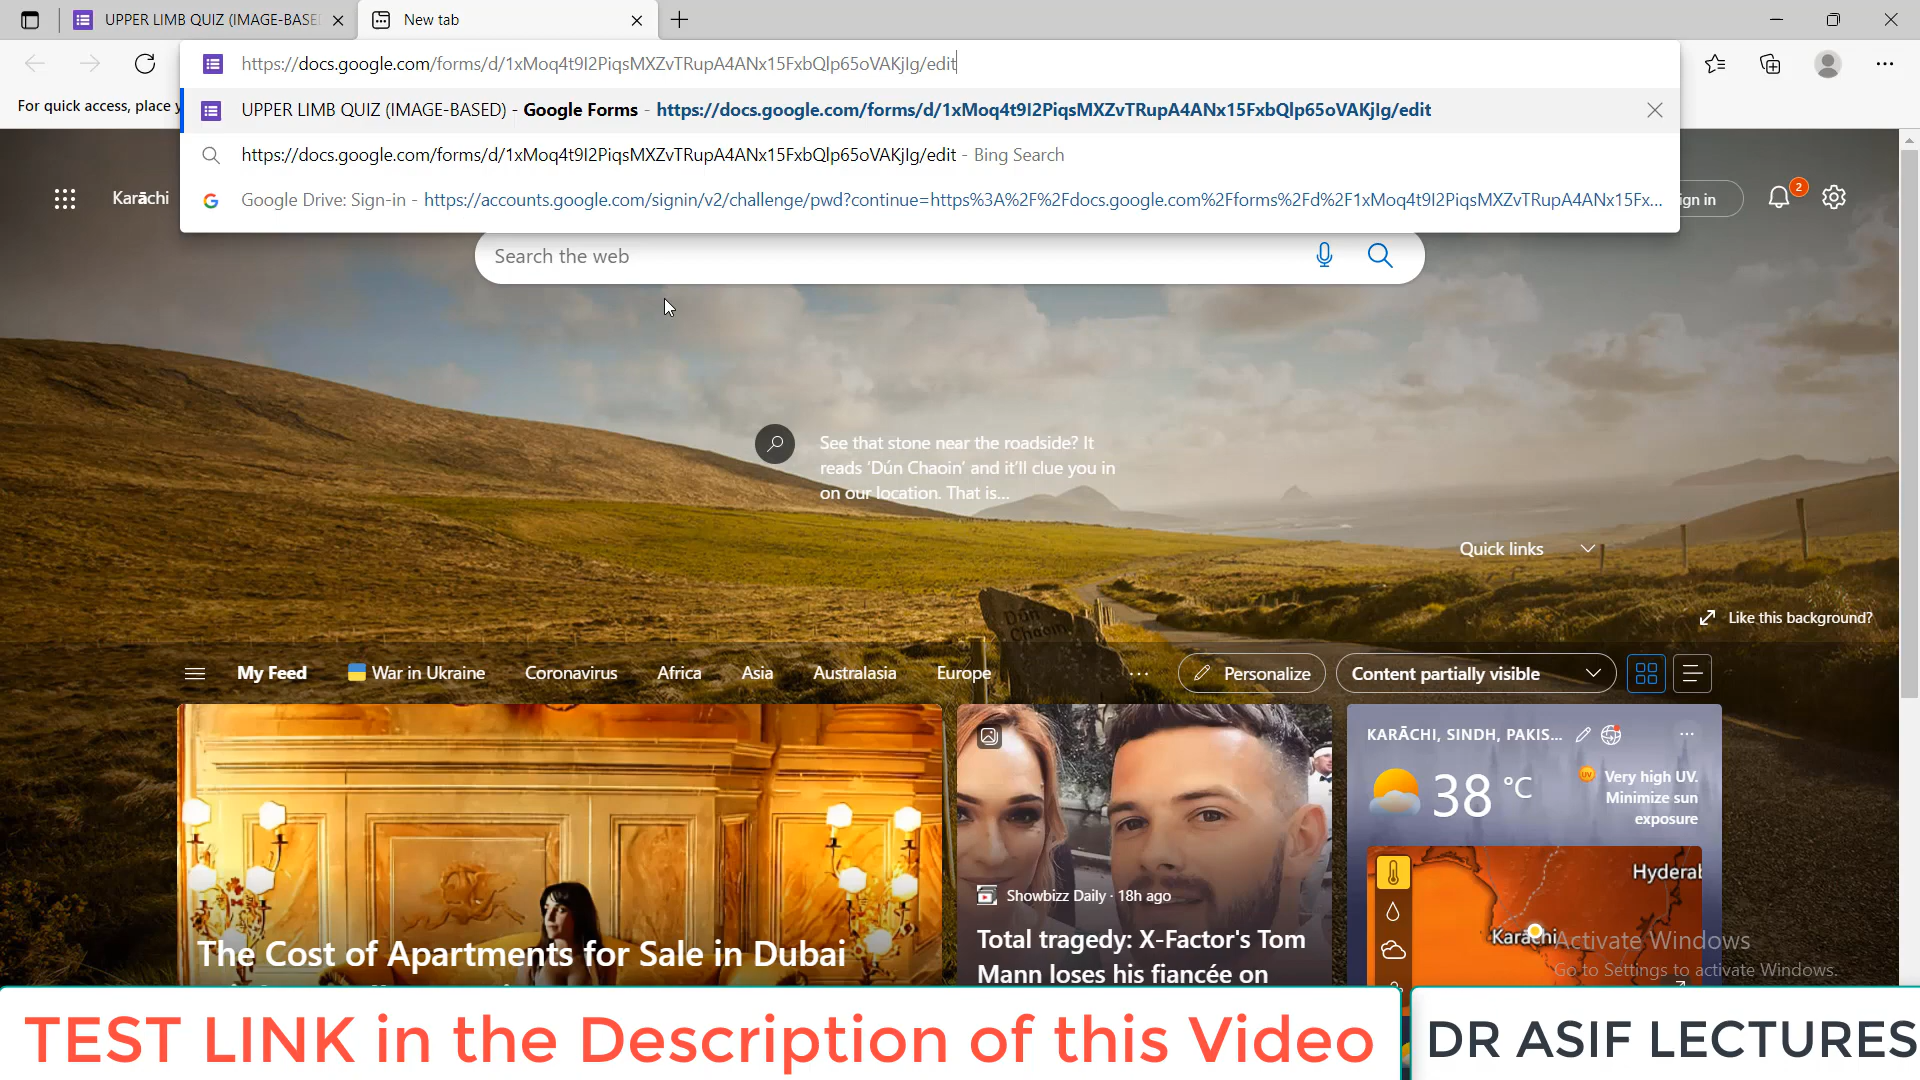 UPPER LIMB QUIZ (IMAGE-BASE
New tab
https://docs.google.com/forms/d/1xMoq4t9I2PiqsMXZvTRupA4ANx15FxbQlp65oVAKjIg/edit
For quick access, place y
UPPER LIMB QUIZ (IMAGE-BASED) - Google Forms - https://docs.google.com/forms/d/1xMoq4t9I2PiqsMXZvTRupA4ANx15FxbQlp65oVAKjIg/edit
https://docs.google.com/forms/d/1xMoq4t9I2PiqsMXZvTRupA4ANx15FxbQlp65oVAKjIg/edit - Bing Search
Google Drive: Sign-in - https://accounts.google.com/signin/v2/challenge/pwd?continue=https%3A%2F%2Fdocs.google.com%2Fforms%2Fd%2F1xMoq4t9I2PiqsMXZvTRupA4ANx15Fx...
Karāchi
ign in
2
Search the web
See that stone near the roadside? It
reads 'Dún Chaoin' and it'll clue you in
on our location. That is...
Quick links
Dún
Chaoin
Like this background?
My Feed
War in Ukraine
Coronavirus
Africa
Asia
Australasia
Europe
Personalize
Content partially visible
KARĀCHI, SINDH, PAKIS...
38 °C
UV
Very high UV.
Minimize sun
exposure
Hyderal
Karachi
Showbizz Daily · 18h ago
The Cost of Apartments for Sale in Dubai
Total tragedy: X-Factor's Tom
Mann loses his fiancée on
Activate Windows
Go to Settings to activate Windows.
TEST LINK in the Description of this Video
DR ASIF LECTURES